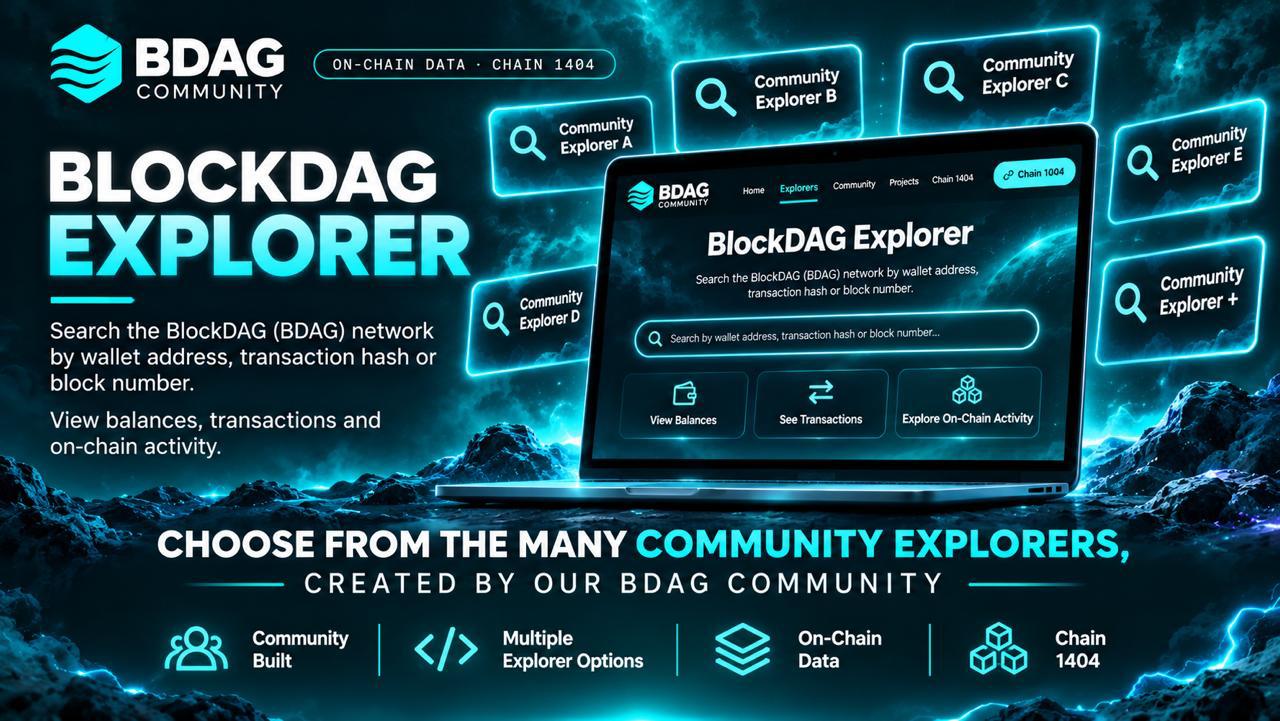 BDAG
COMMUNITY
ON-CHAIN DATA · CHAIN 1404
BLOCKDAG
EXPLORER
Search the BlockDAG (BDAG) network
by wallet address, transaction hash or
block number.
View balances, transactions and
on-chain activity.
Community
Explorer A
Community
Explorer B
Community
Explorer C
Community
Explorer D
Community
Explorer E
Community
Explorer +
BDAG
COMMUNITY
Home
Explorers
Community
Projects
Chain 1404
Chain 1004
BlockDAG Explorer
Search the BlockDAG (BDAG) network by wallet address,
transaction hash or block number.
Search by wallet address, transaction hash or block number...
View Balances
See Transactions
Explore On-Chain Activity
CHOOSE FROM THE MANY COMMUNITY EXPLORERS,
CREATED BY OUR BDAG COMMUNITY
Community
Built
Multiple
Explorer Options
On-Chain
Data
Chain
1404